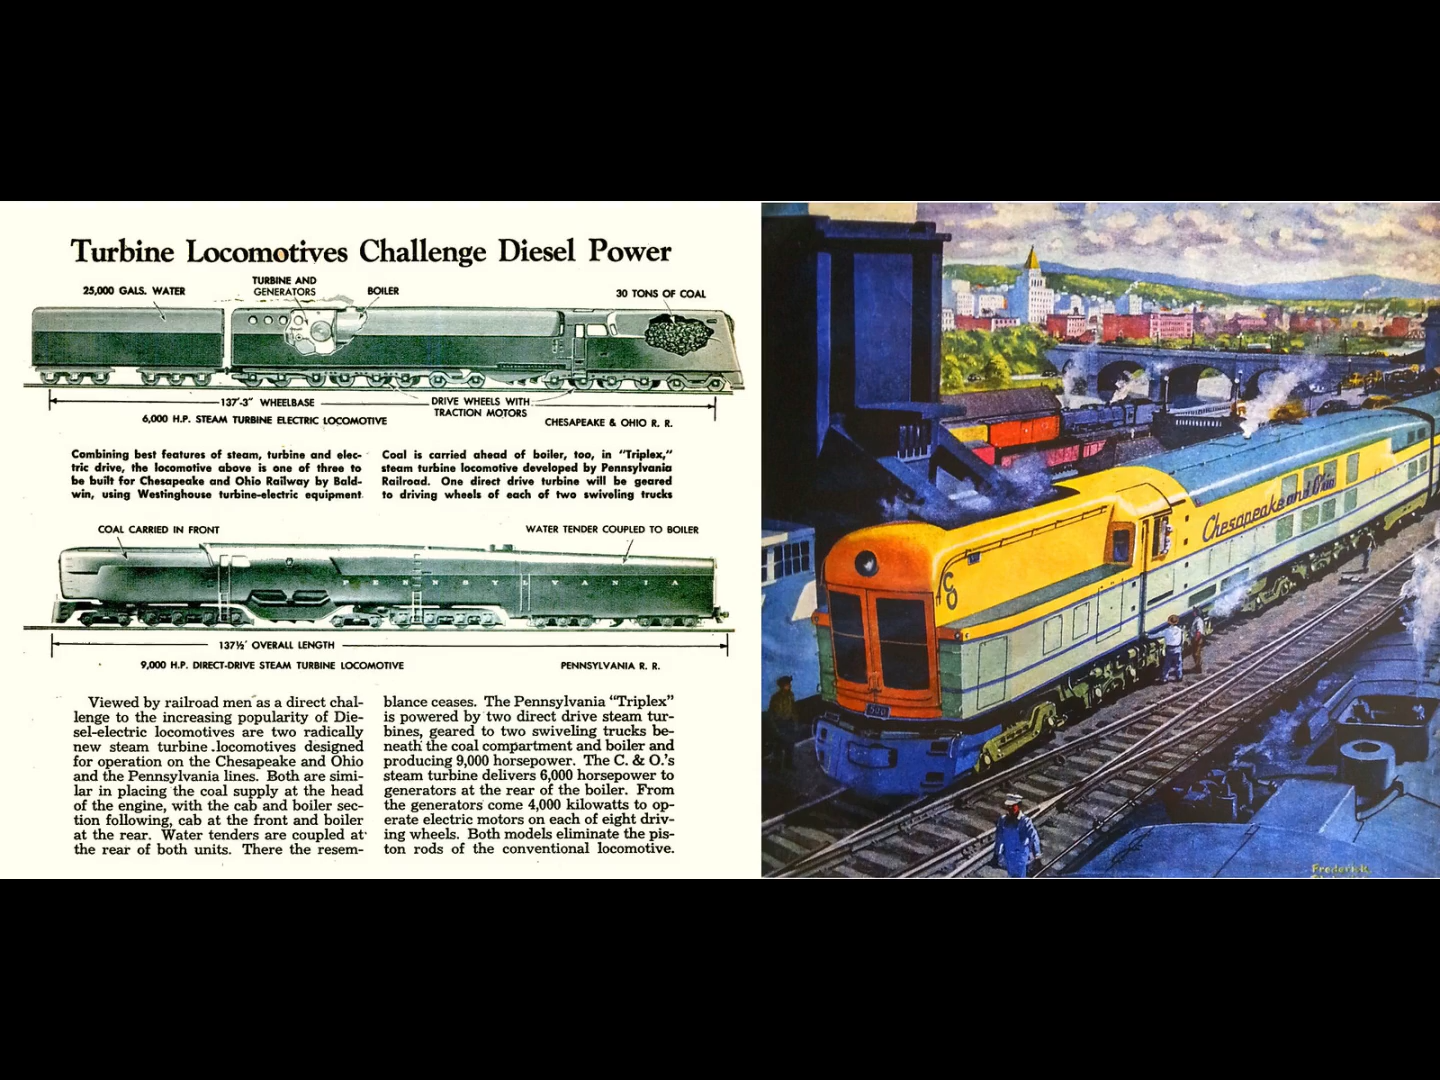 Turbine Locomotives Challenge Diesel Power
25,000 GALS. WATER
TURBINE AND
GENERATORS
BOILER
30 TONS OF COAL
137'-3" WHEELBASE
DRIVE WHEELS WITH
TRACTION MOTORS
6,000 H.P. STEAM TURBINE ELECTRIC LOCOMOTIVE
CHESAPEAKE & OHIO R. R.
Combining best features of steam, turbine and elec-
tric drive, the locomotive above is one of three to
be built for Chesapeake and Ohio Railway by Bald-
win, using Westinghouse turbine-electric equipment
Coal is carried ahead of boiler, too, in "Triplex,"
steam turbine locomotive developed by Pennsylvania
Railroad. One direct drive turbine will be geared
to driving wheels of each of two swiveling trucks
COAL CARRIED IN FRONT
WATER TENDER COUPLED TO BOILER
PENNSYLVANIA
137½' OVERALL LENGTH
9,000 H.P. DIRECT-DRIVE STEAM TURBINE LOCOMOTIVE
PENNSYLVANIA R. R.
Viewed by railroad men as a direct chal-
lenge to the increasing popularity of Die-
sel-electric locomotives are two radically
new steam turbine locomotives designed
for operation on the Chesapeake and Ohio
and the Pennsylvania lines. Both are simi-
lar in placing the coal supply at the head
of the engine, with the cab and boiler sec-
tion following, cab at the front and boiler
at the rear. Water tenders are coupled at
the rear of both units. There the resem-
blance ceases. The Pennsylvania "Triplex"
is powered by two direct drive steam tur-
bines, geared to two swiveling trucks be-
neath the coal compartment and boiler and
producing 9,000 horsepower. The C. & O.'s
steam turbine delivers 6,000 horsepower to
generators at the rear of the boiler. From
the generators come 4,000 kilowatts to op-
erate electric motors on each of eight driv-
ing wheels. Both models eliminate the pis-
ton rods of the conventional locomotive.
Chesapeake and Ohio
C
&
O
500
Frederick